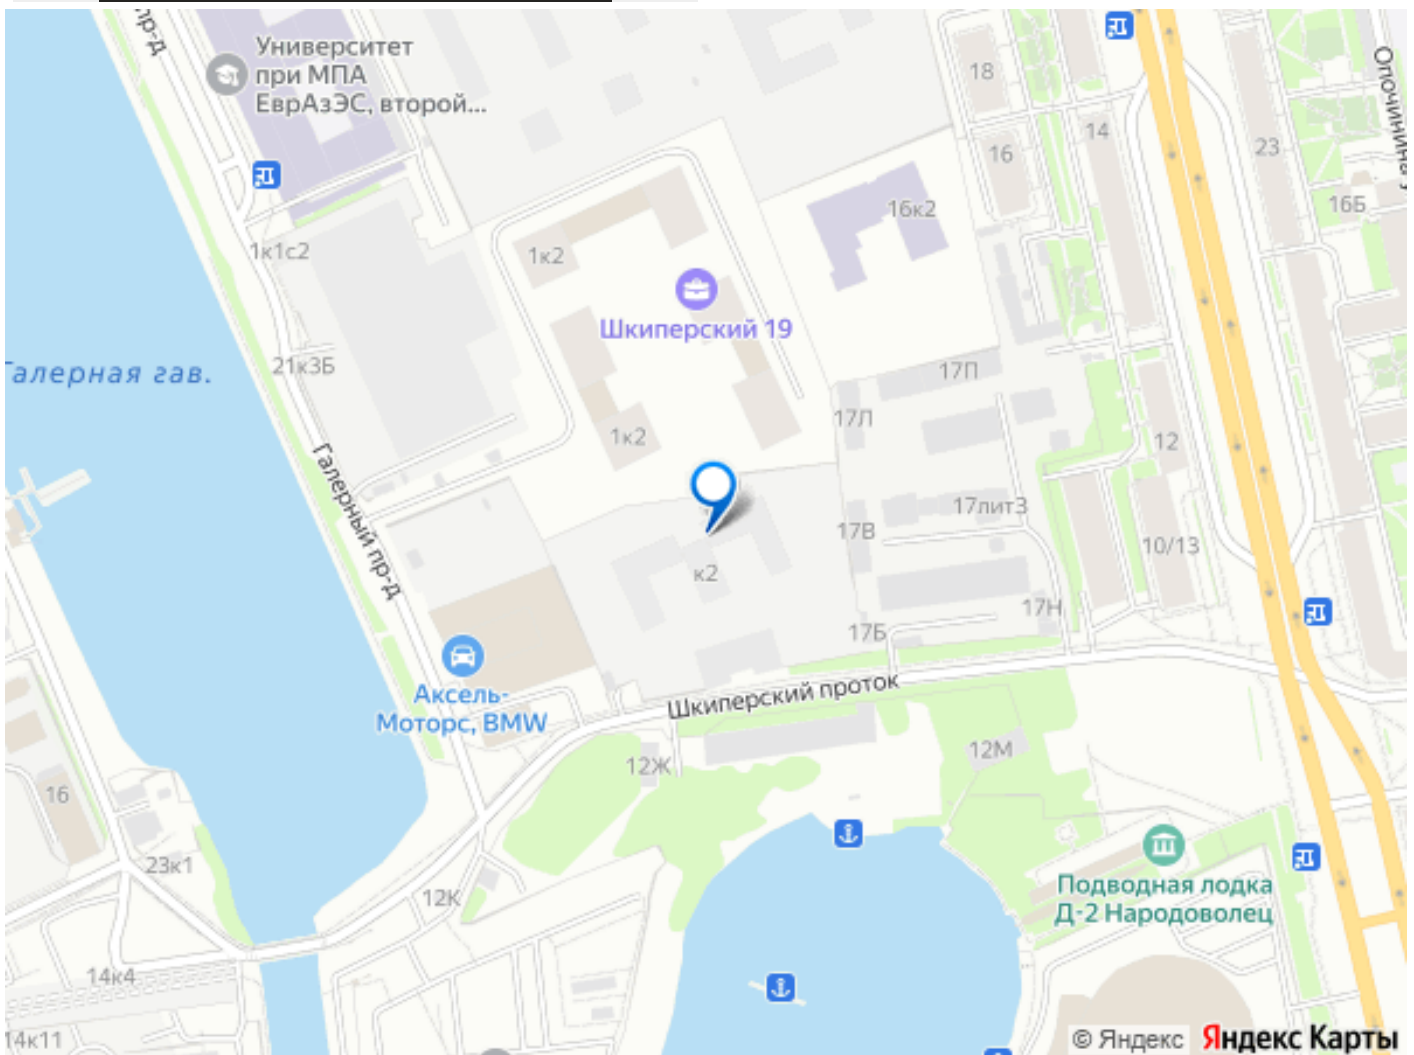 пр-д
Университет
при МПА
ЕврАзЭС, второй...
18
14
16
23
Опочинина у
16Б
16к2
1к1с2
1к2
Шкиперский 19
Галерная гав.
21к3Б
17П
17Л
1к2
12
Галерный пр-д
17лит3
17В
10/13
к2
17Н
17Б
Аксель-
Моторс, BMW
Шкиперский проток
12Ж
12М
16
23к1
12К
Подводная лодка
Д-2 Народоволец
14к4
14к11
© Яндекс Яндекс Карты